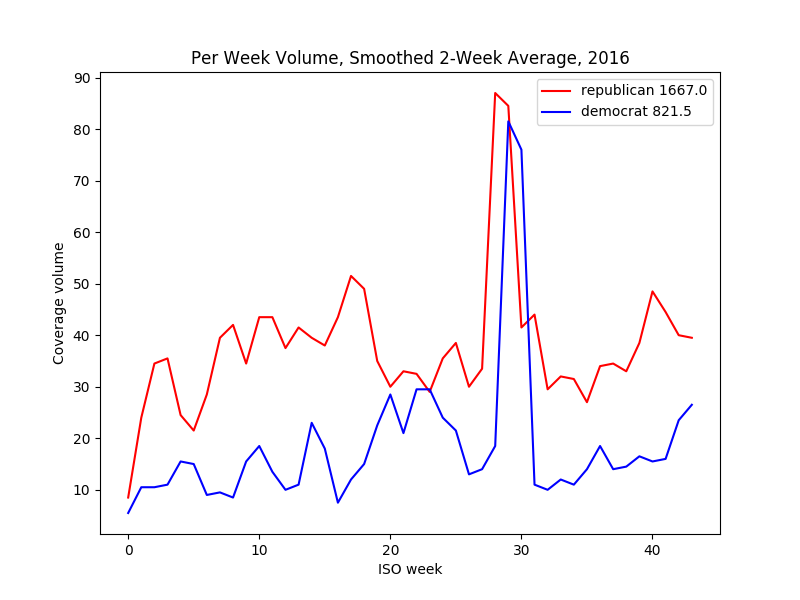 Per Week Volume, Smoothed 2-Week Average, 2016
republican 1667.0
democrat 821.5
Coverage volume
90
80
70
60
50
40
30
20
10
0 10 20 30 40
ISO week